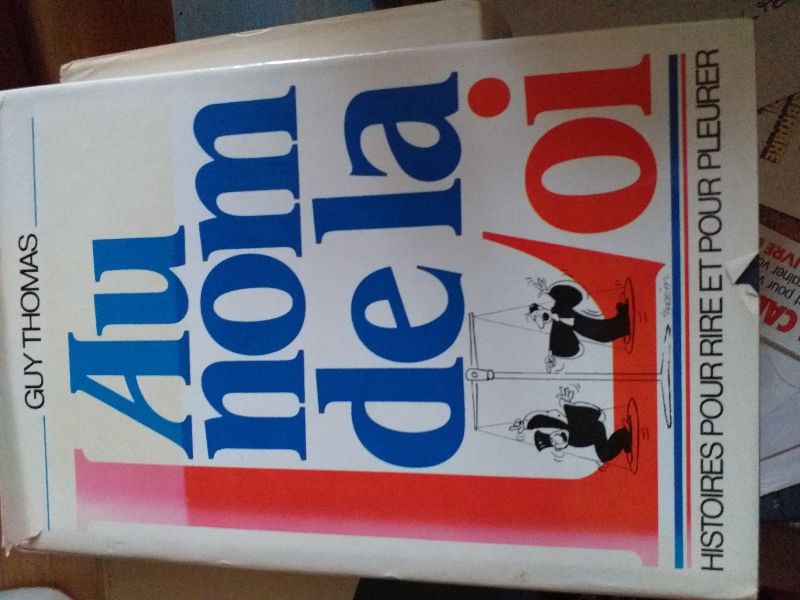 GUY THOMAS
Au
nom
de la
Loi
HISTOIRES POUR RIRE ET POUR PLEURER